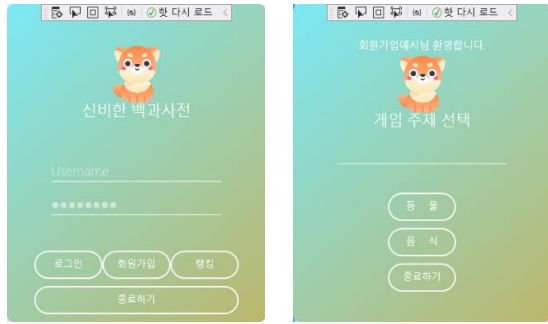 핫 다시 로드
신비한 백과사전
Username
●●●●●●●●
로그인 회원가입 랭킹
종료하기
핫 다시 로드
회원가입예시님 환영합니다.
게임 주제 선택
동 물
음 식
종료하기